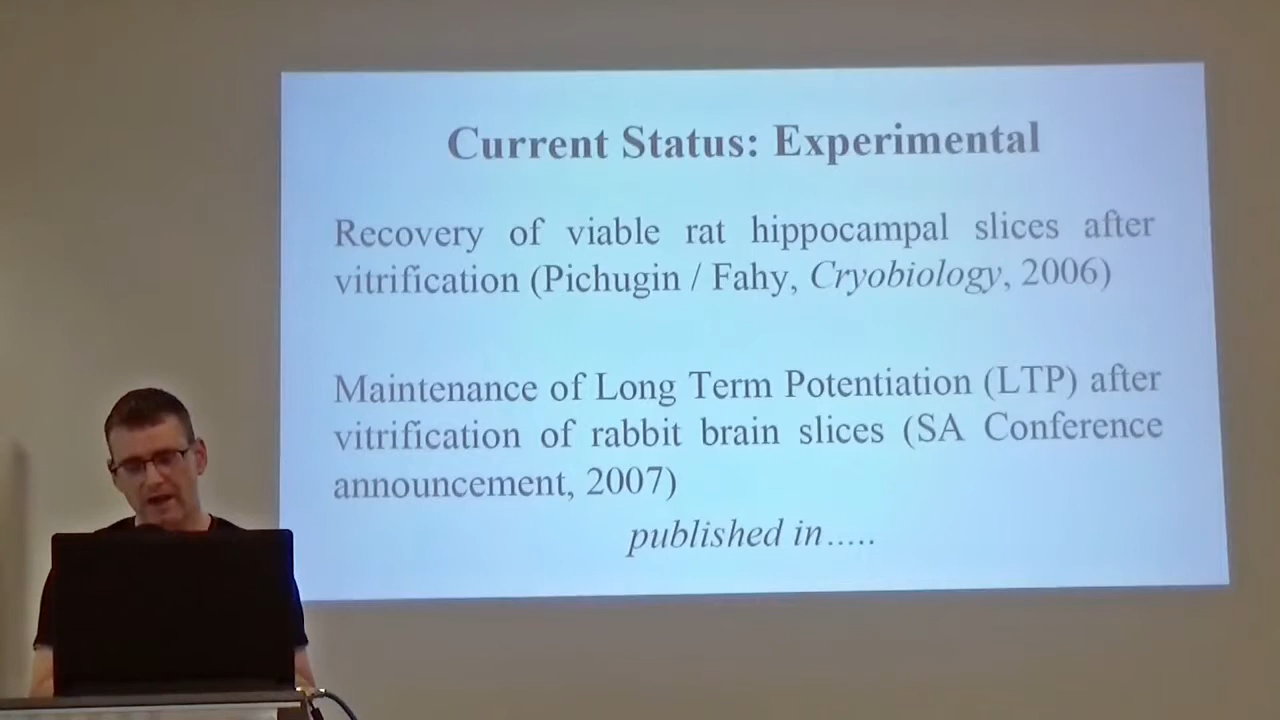 Current Status: Experimental
Recovery of viable rat hippocampal slices after
vitrification (Pichugin / Fahy, Cryobiology, 2006)
Maintenance of Long Term Potentiation (LTP) after
vitrification of rabbit brain slices (SA Conference
announcement, 2007)
published in.....